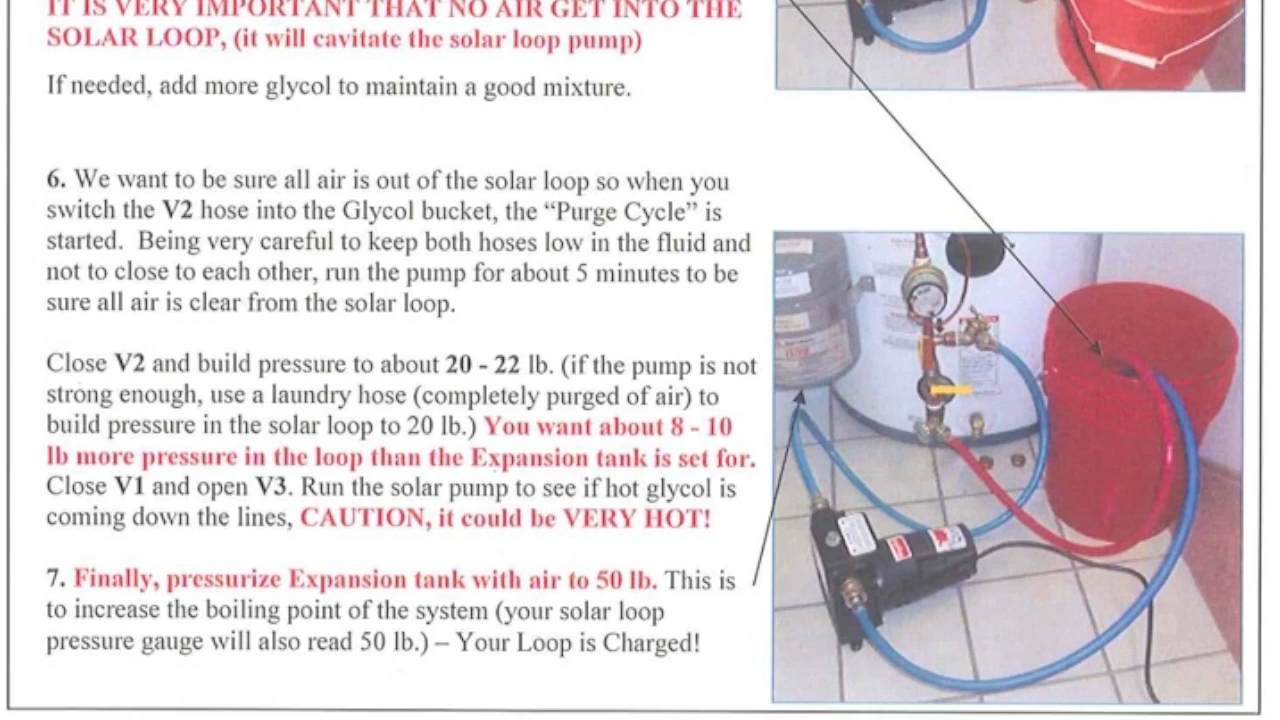 IT IS VERY IMPORTANT THAT NO AIR GET INTO THE
SOLAR LOOP, (it will cavitate the solar loop pump)
If needed, add more glycol to maintain a good mixture.
6. We want to be sure all air is out of the solar loop so when you
switch the V2 hose into the Glycol bucket, the “Purge Cycle” is
started. Being very careful to keep both hoses low in the fluid and
not to close to each other, run the pump for about 5 minutes to be
sure all air is clear from the solar loop.
Close V2 and build pressure to about 20 - 22 lb. (if the pump is not
strong enough, use a laundry hose (completely purged of air) to
build pressure in the solar loop to 20 lb.) You want about 8 - 10
lb more pressure in the loop than the Expansion tank is set for.
Close V1 and open V3. Run the solar pump to see if hot glycol is
coming down the lines, CAUTION, it could be VERY HOT!
7. Finally, pressurize Expansion tank with air to 50 lb. This is
to increase the boiling point of the system (your solar loop
pressure gauge will also read 50 lb.) – Your Loop is Charged!